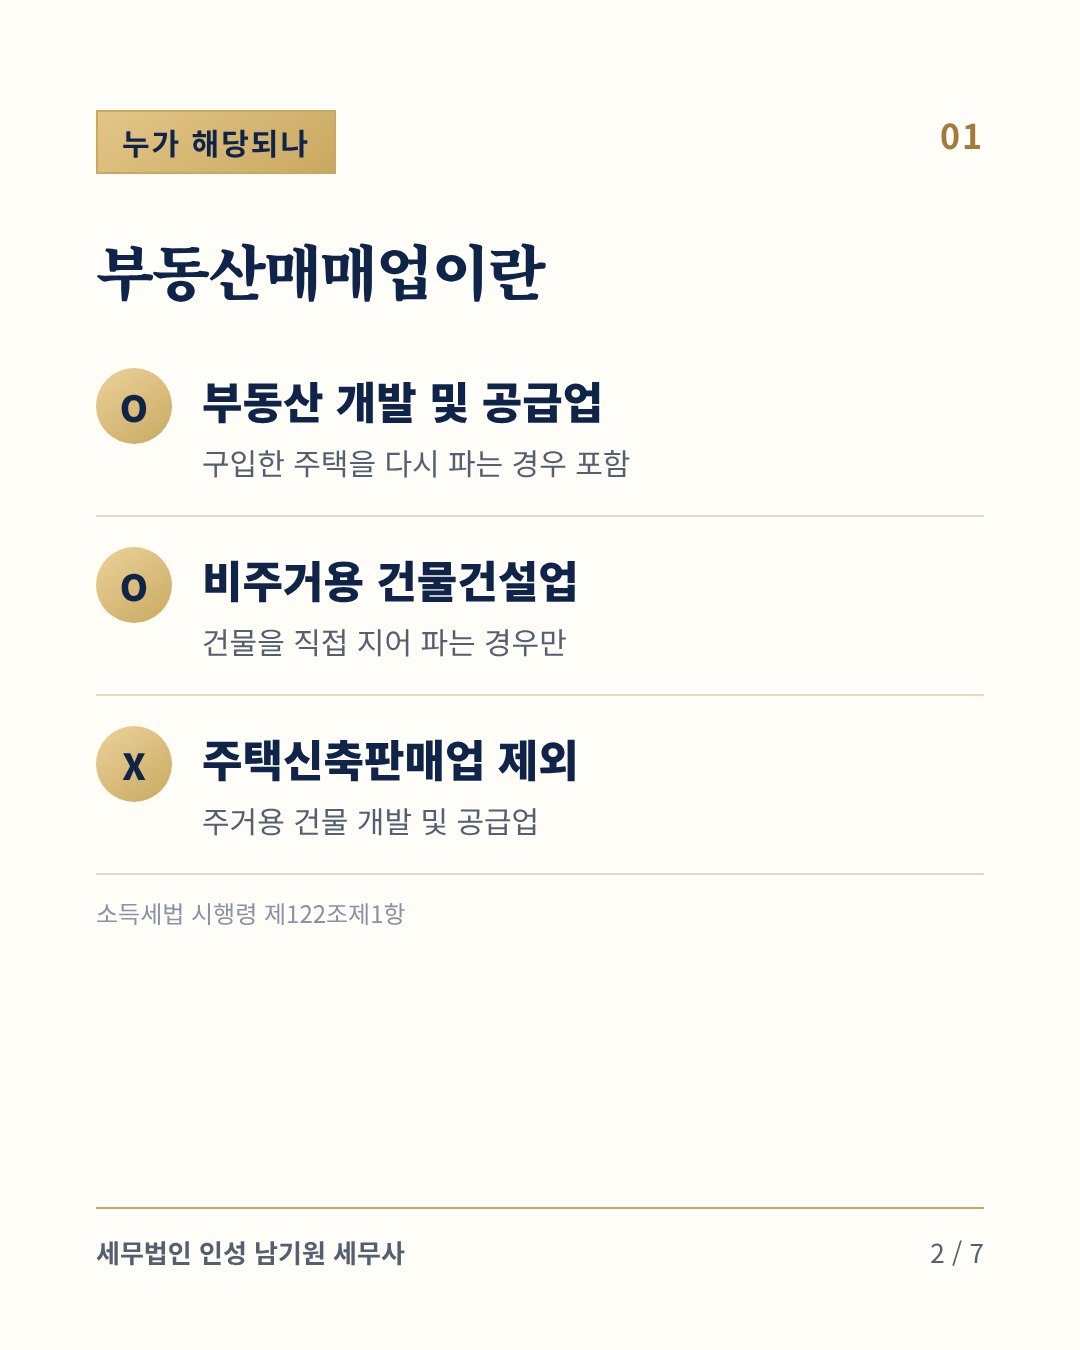 누가 해당되나
01
부동산매매업이란
O
부동산 개발 및 공급업
구입한 주택을 다시 파는 경우 포함
O
비주거용 건물건설업
건물을 직접 지어 파는 경우만
X
주택신축판매업 제외
주거용 건물 개발 및 공급업
소득세법 시행령 제122조제1항
세무법인 인성 남기원 세무사
2 / 7